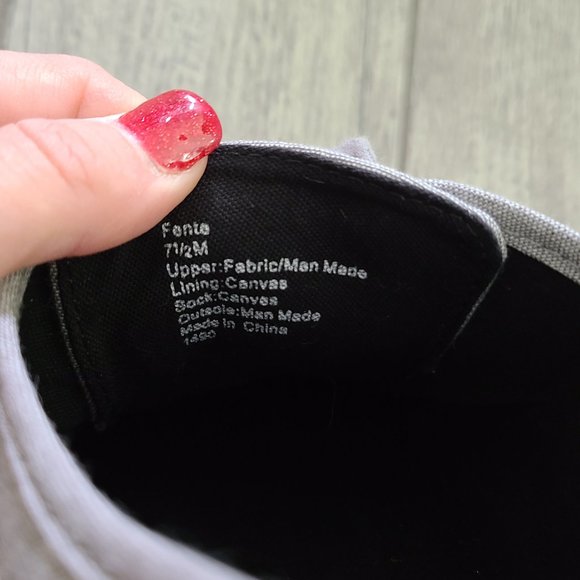 Fenta
7½M
Upper:Fabric/Man Made
Lining:Canvas
Sock:Canvas
Outsole:Man Made
Made in China
1490